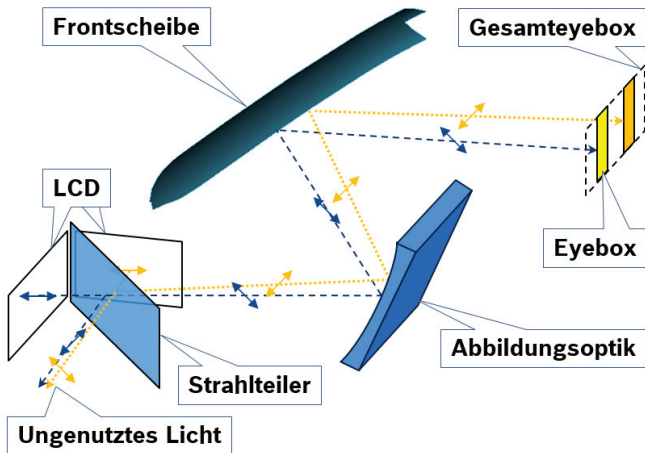 Frontscheibe
Gesamteyebox
LCD
Eyebox
Abbildungsoptik
Strahlteiler
Ungenutztes Licht